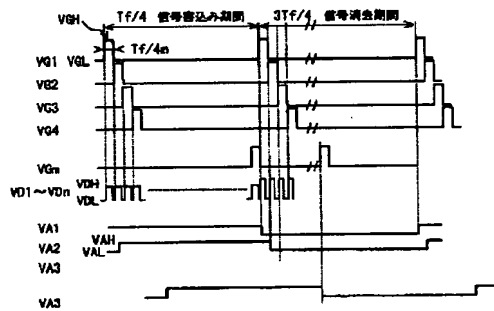 VGH
Tf/4 信号書込み期間
3Tf/4 信号消去期間
Tf/4m
VG1 VGL
VG2
VG3
VG4
VGm
VD1～VDn VDH
VDL
VA1
VA2 VAH
VAL
VA3
VA3